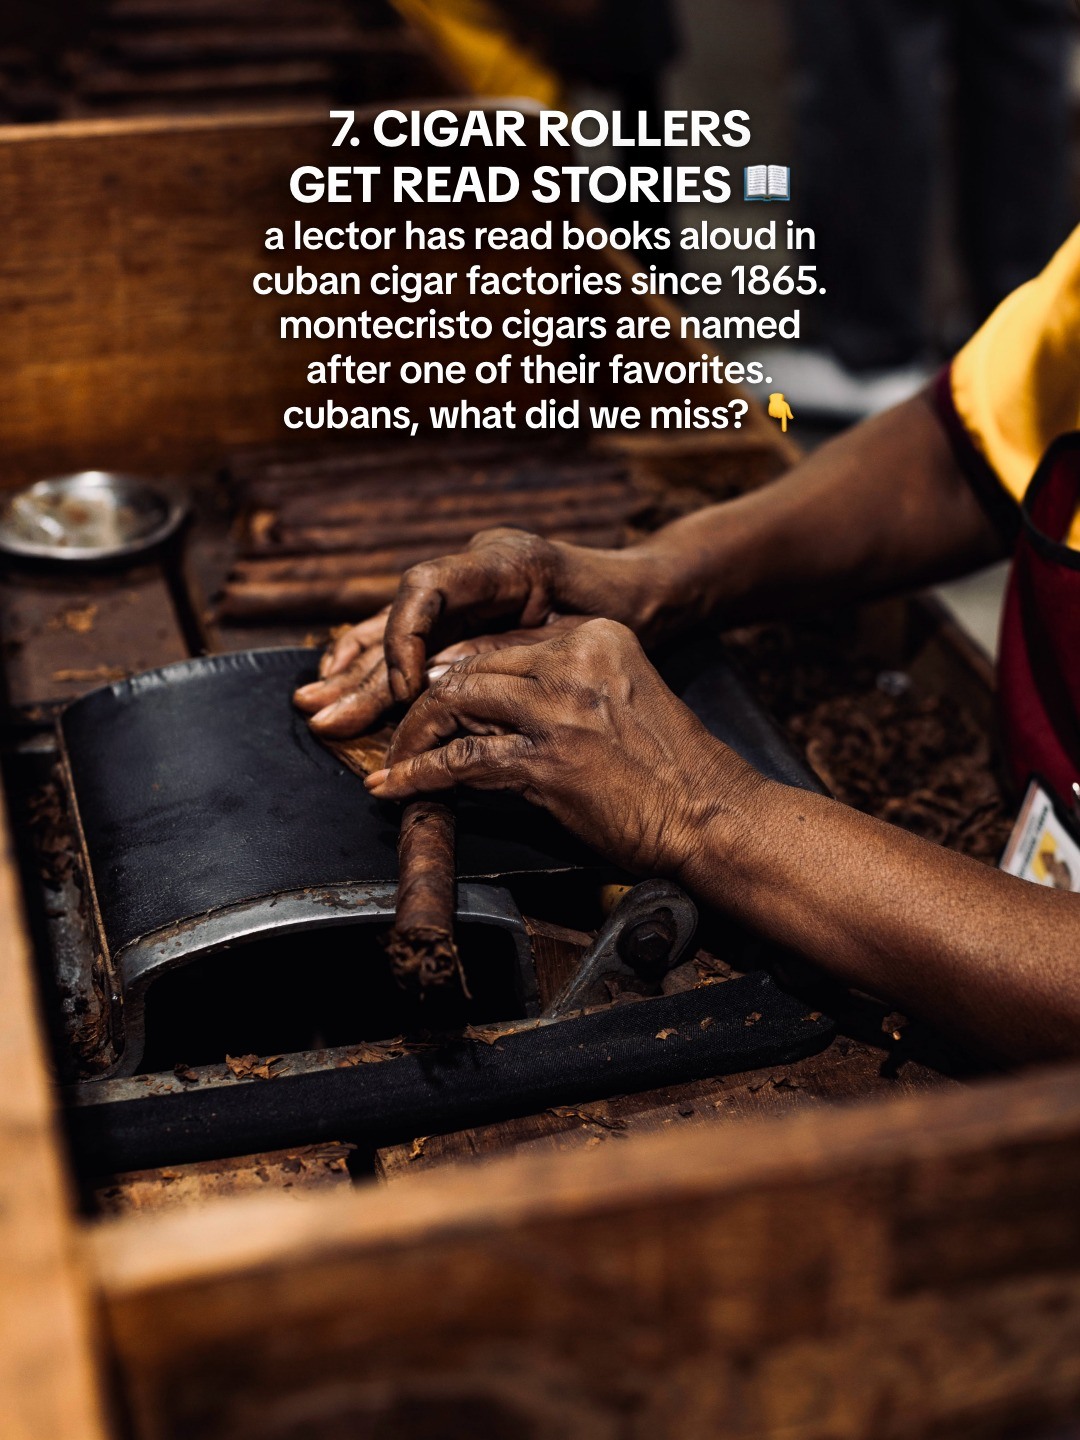 7. CIGAR ROLLERS
GET READ STORIES 📖
a lector has read books aloud in
cuban cigar factories since 1865.
montecristo cigars are named
after one of their favorites.
cubans, what did we miss? 👇